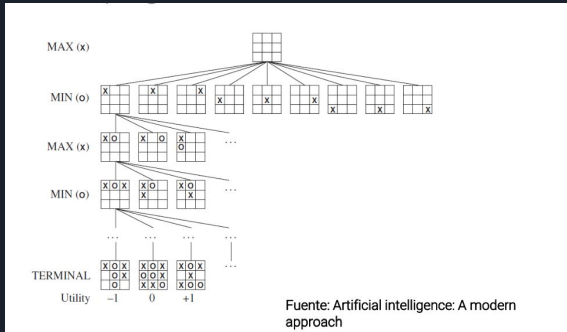 MAX (x)
X X X X X X X X X
MIN (o)
X O X O X
O
MAX (x)
...
X O X X O X O
X X
MIN (o)
...
... ... ... ...
X O X X O X X O X
O X O O X X
O X X O X O O
TERMINAL
Utility −1 0 +1
Fuente: Artificial intelligence: A modern
approach